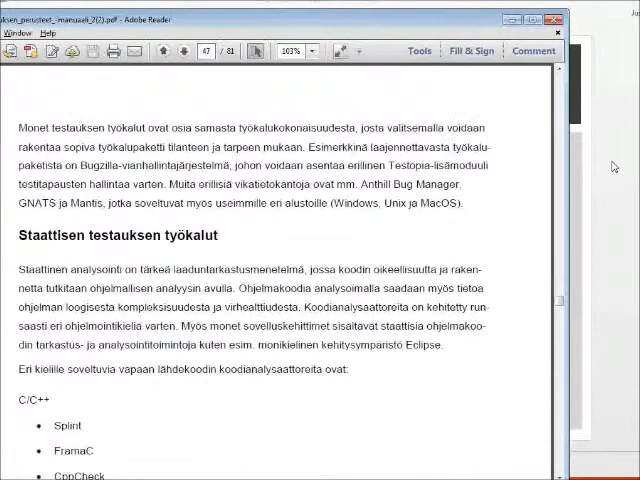 uksen_perusteet_-manuaali_2(2).pdf - Adobe Reader
Window Help
47 / 81 103% Tools Fill & Sign Comment
Monet testauksen työkalut ovat osia samasta työkalukokonaisuudesta, josta valitsemalla voidaan
rakentaa sopiva työkalupaketti tilanteen ja tarpeen mukaan. Esimerkkinä laajennettavasta työkalu-
paketista on Bugzilla-vianhallintajärjestelmä, johon voidaan asentaa erillinen Testopia-lisämoduuli
testitapausten hallintaa varten. Muita erillisiä vikatietokantoja ovat mm. Anthill Bug Manager,
GNATS ja Mantis, jotka soveltuvat myös useimmille eri alustoille (Windows, Unix ja MacOS).
Staattisen testauksen työkalut
Staattinen analysointi on tärkeä laaduntarkastusmenetelmä, jossa koodin oikeellisuutta ja raken-
netta tutkitaan ohjelmallisen analyysin avulla. Ohjelmakoodia analysoimalla saadaan myös tietoa
ohjelman loogisesta kompleksisuudesta ja virhealttiudesta. Koodianalysaattoreita on kehitetty run-
saasti eri ohjelmointikieliä varten. Myös monet sovelluskehittimet sisältävät staattisia ohjelmakoo-
din tarkastus- ja analysointitoimintoja kuten esim. monikielinen kehitysympäristö Eclipse.
Eri kielille soveltuvia vapaan lähdekoodin koodianalysaattoreita ovat:
C/C++
• Splint
• FramaC
• CppCheck